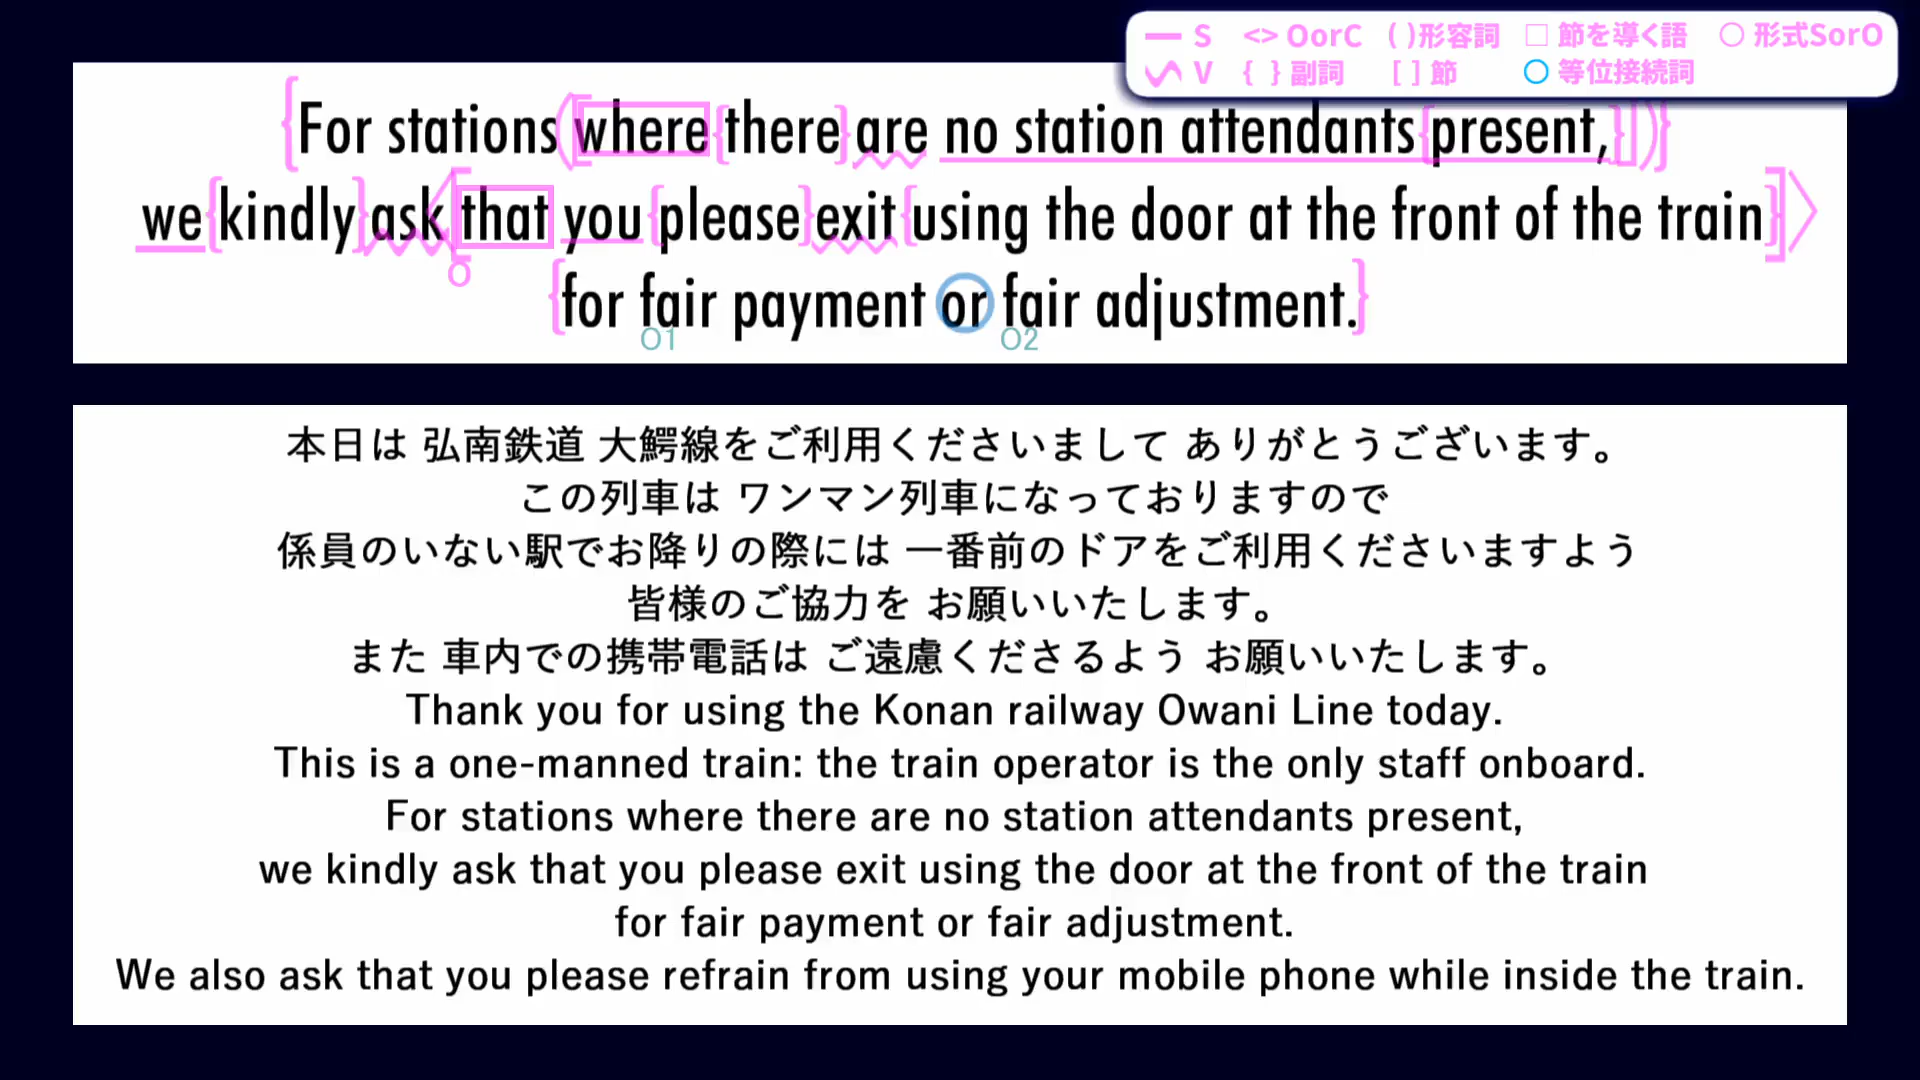 S <> OorC ( )形容詞 □ 節を導く語 ○ 形式SorO
V { } 副詞 [ ] 節 ○ 等位接続詞
{For stations ([where {there} are no station attendants {present,}])}
we {kindly} ask <[that you {please} exit {using the door at the front of the train}]>
O
{for fair payment or fair adjustment.}
O1 O2
本日は 弘南鉄道 大鰐線をご利用くださいまして ありがとうございます。
この列車は ワンマン列車になっておりますので
係員のいない駅でお降りの際には 一番前のドアをご利用くださいますよう
皆様のご協力を お願いいたします。
また 車内での携帯電話は ご遠慮くださるよう お願いいたします。
Thank you for using the Konan railway Owani Line today.
This is a one-manned train: the train operator is the only staff onboard.
For stations where there are no station attendants present,
we kindly ask that you please exit using the door at the front of the train
for fair payment or fair adjustment.
We also ask that you please refrain from using your mobile phone while inside the train.